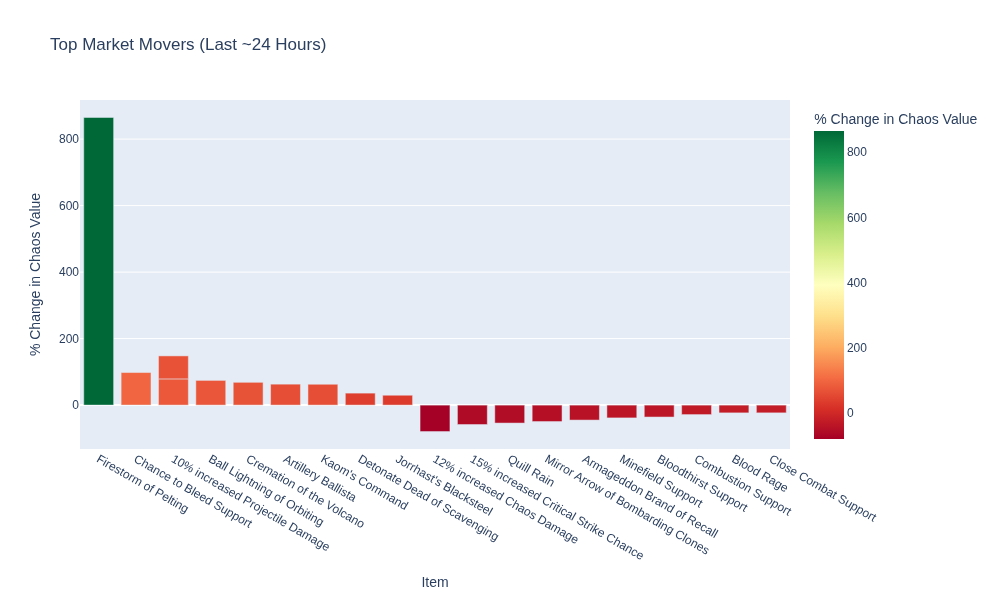 Top Market Movers (Last ~24 Hours)
% Change in Chaos Value
800
600
400
200
0
Firestorm of Pelting
Chance to Bleed Support
10% increased Projectile Damage
Ball Lightning of Orbiting
Cremation of the Volcano
Artillery Ballista
Kaom's Command
Detonate Dead of Scavenging
Jorrhast's Blacksteel
12% increased Chaos Damage
15% increased Critical Strike Chance
Quill Rain
Mirror Arrow of Bombarding Clones
Armageddon Brand of Recall
Minefield Support
Bloodthirst Support
Combustion Support
Blood Rage
Close Combat Support
Item
% Change in Chaos Value
800
600
400
200
0